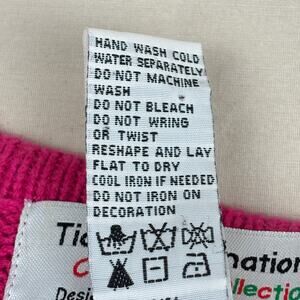 HAND WASH COLD
WATER SEPARATELY
DO NOT MACHINE
WASH
DO NOT BLEACH
DO NOT WRING
OR TWIST
RESHAPE AND LAY
FLAT TO DRY
COOL IRON IF NEEDED
DO NOT IRON ON
DECORATION